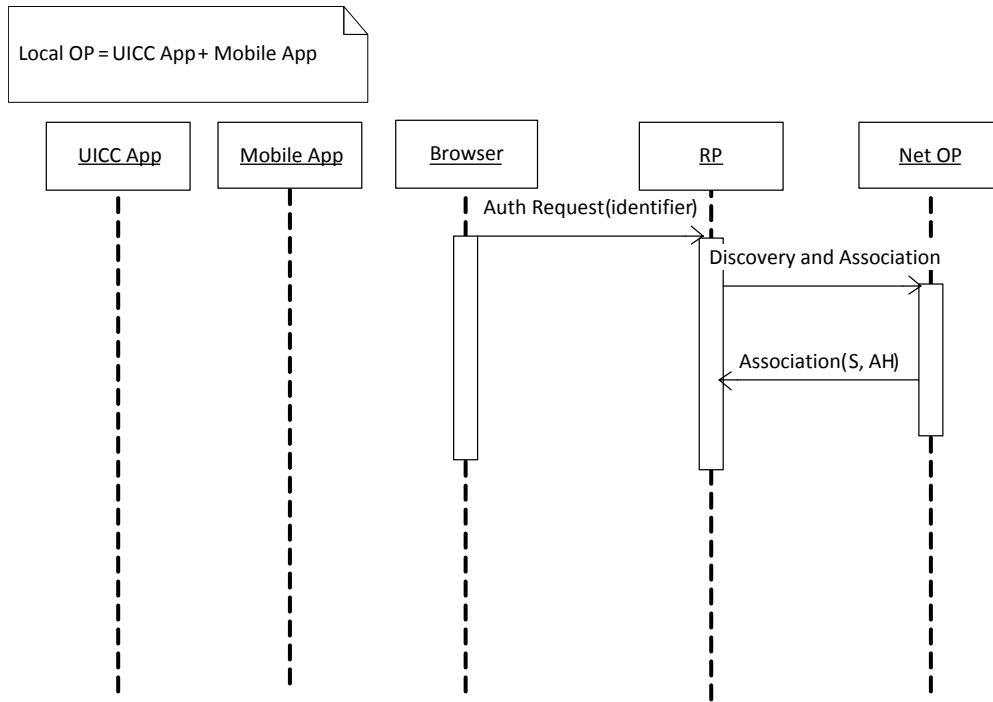 Local OP = UICC App + Mobile App
UICC App
Mobile App
Browser
RP
Net OP
Auth Request(identifier)
Discovery and Association
Association(S, AH)